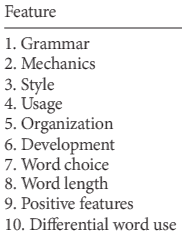 Feature
1. Grammar
2. Mechanics
3. Style
4. Usage
5. Organization
6. Development
7. Word choice
8. Word length
9. Positive features
10. Differential word use